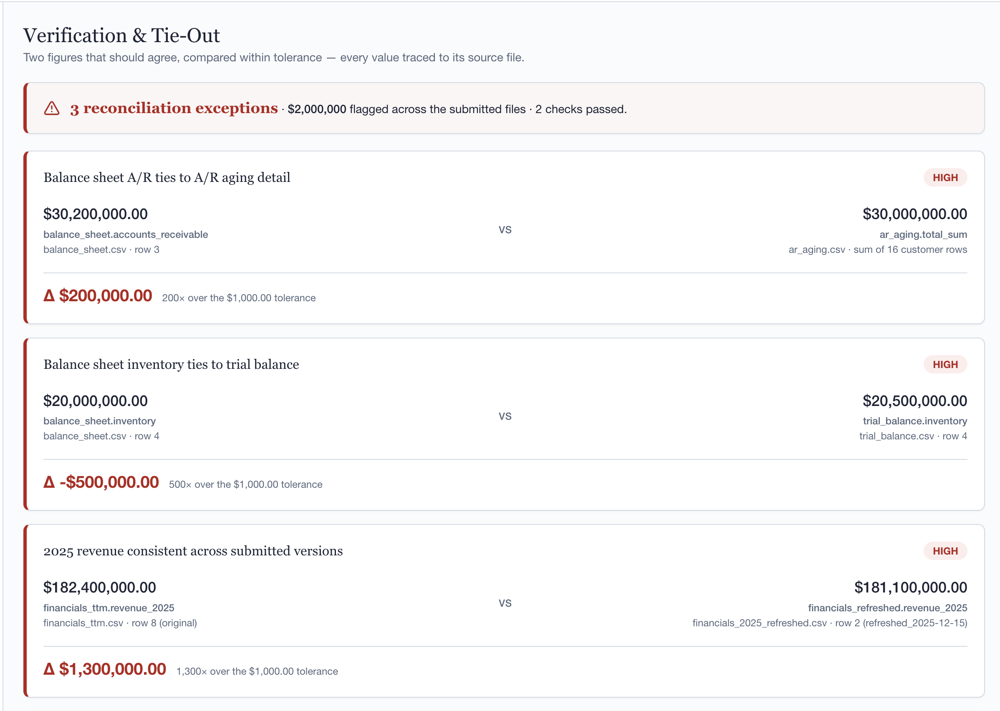 Verification & Tie-Out
Two figures that should agree, compared within tolerance — every value traced to its source file.
3 reconciliation exceptions · $2,000,000 flagged across the submitted files · 2 checks passed.
Balance sheet A/R ties to A/R aging detail
HIGH
$30,200,000.00
balance_sheet.accounts_receivable
balance_sheet.csv · row 3
vs
$30,000,000.00
ar_aging.total_sum
ar_aging.csv · sum of 16 customer rows
Δ $200,000.00 200× over the $1,000.00 tolerance
Balance sheet inventory ties to trial balance
HIGH
$20,000,000.00
balance_sheet.inventory
balance_sheet.csv · row 4
vs
$20,500,000.00
trial_balance.inventory
trial_balance.csv · row 4
Δ -$500,000.00 500× over the $1,000.00 tolerance
2025 revenue consistent across submitted versions
HIGH
$182,400,000.00
financials_ttm.revenue_2025
financials_ttm.csv · row 8 (original)
vs
$181,100,000.00
financials_refreshed.revenue_2025
financials_2025_refreshed.csv · row 2 (refreshed_2025-12-15)
Δ $1,300,000.00 1,300× over the $1,000.00 tolerance